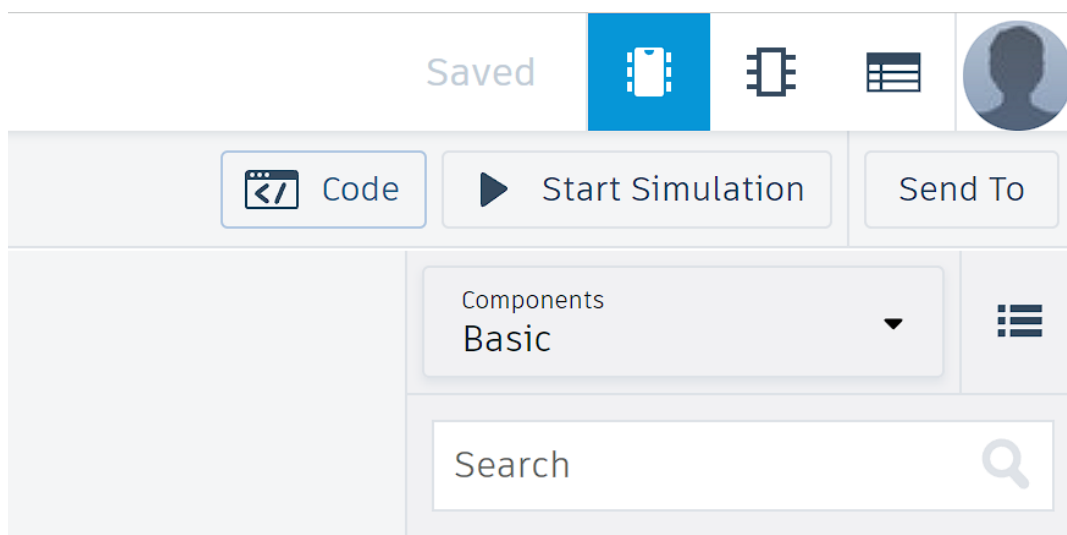 Saved
Code
Start Simulation
Send To
Components
Basic
Search